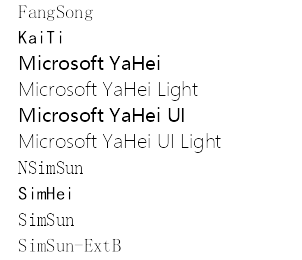 FangSong
KaiTi
Microsoft YaHei
Microsoft YaHei Light
Microsoft YaHei UI
Microsoft YaHei UI Light
NSimSun
SimHei
SimSun
SimSun-ExtB